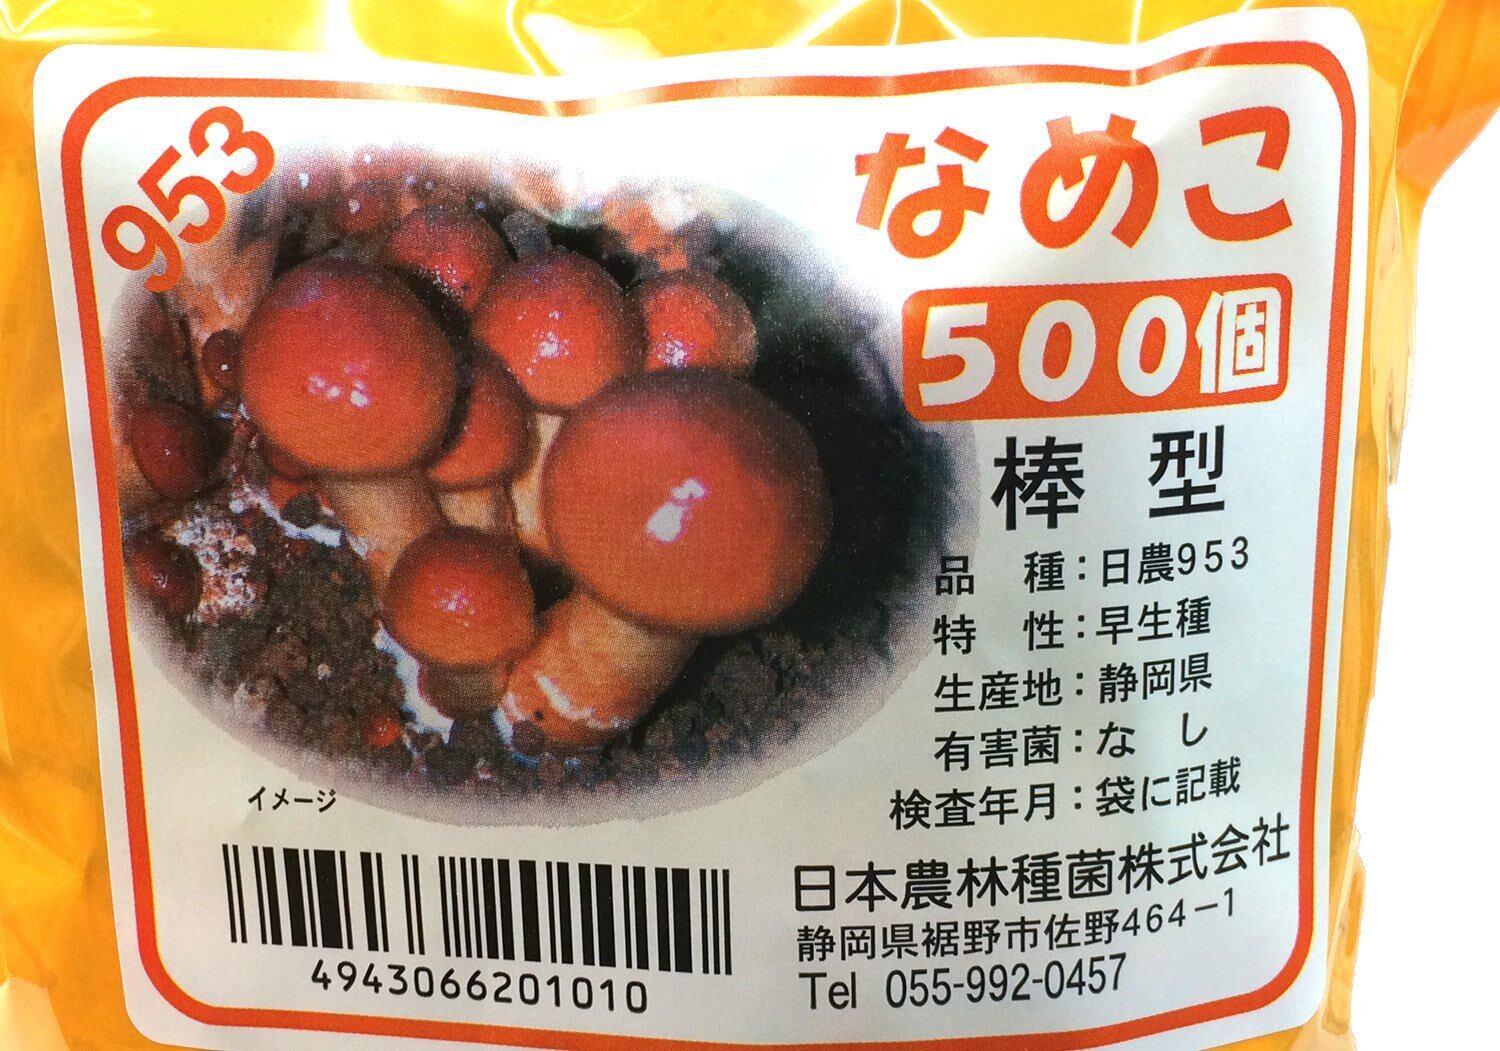 953
なめこ
500個
棒 型
品　種：日農953
特　性：早生種
生産地：静岡県
有害菌：な し
検査年月：袋に記載
イメージ
日本農林種菌株式会社
静岡県裾野市佐野464-1
Tel 055-992-0457
4943066201010